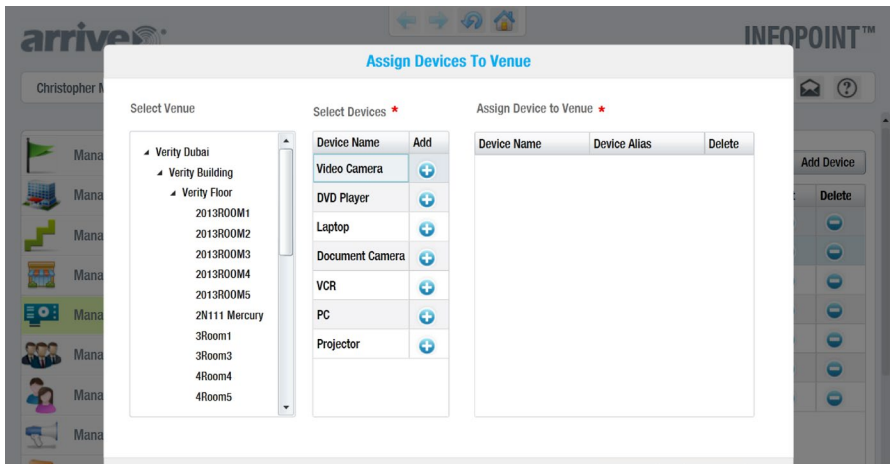 arrive
INFOPOINT™
Assign Devices To Venue
Christopher
Select Venue
Select Devices *
Assign Device to Venue *
Verity Dubai
Verity Building
Verity Floor
2013ROOM1
2013ROOM2
2013ROOM3
2013ROOM4
2013ROOM5
2N111 Mercury
3Room1
3Room3
4Room4
4Room5
Device Name Add
Video Camera
DVD Player
Laptop
Document Camera
VCR
PC
Projector
Device Name Device Alias Delete
Mana
Mana
Mana
Mana
Mana
Mana
Mana
Mana
Add Device
Delete